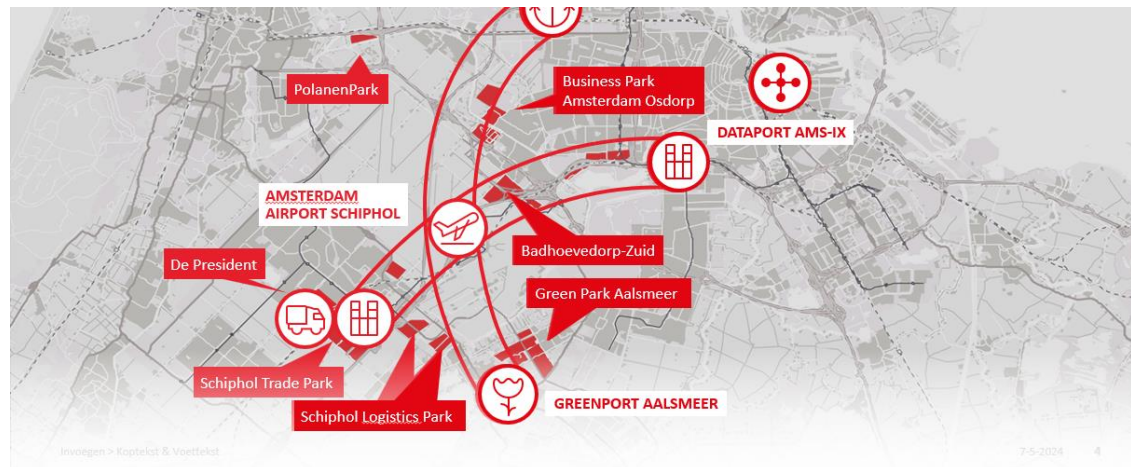 PolanenPark
Business Park
Amsterdam Osdorp
DATAPORT AMS-IX
AMSTERDAM
AIRPORT SCHIPHOL
De President
Badhoevedorp-Zuid
Green Park Aalsmeer
Schiphol Trade Park
Schiphol Logistics Park
GREENPORT AALSMEER
Invoegen > Koptekst & Voettekst
7-5-2024 4